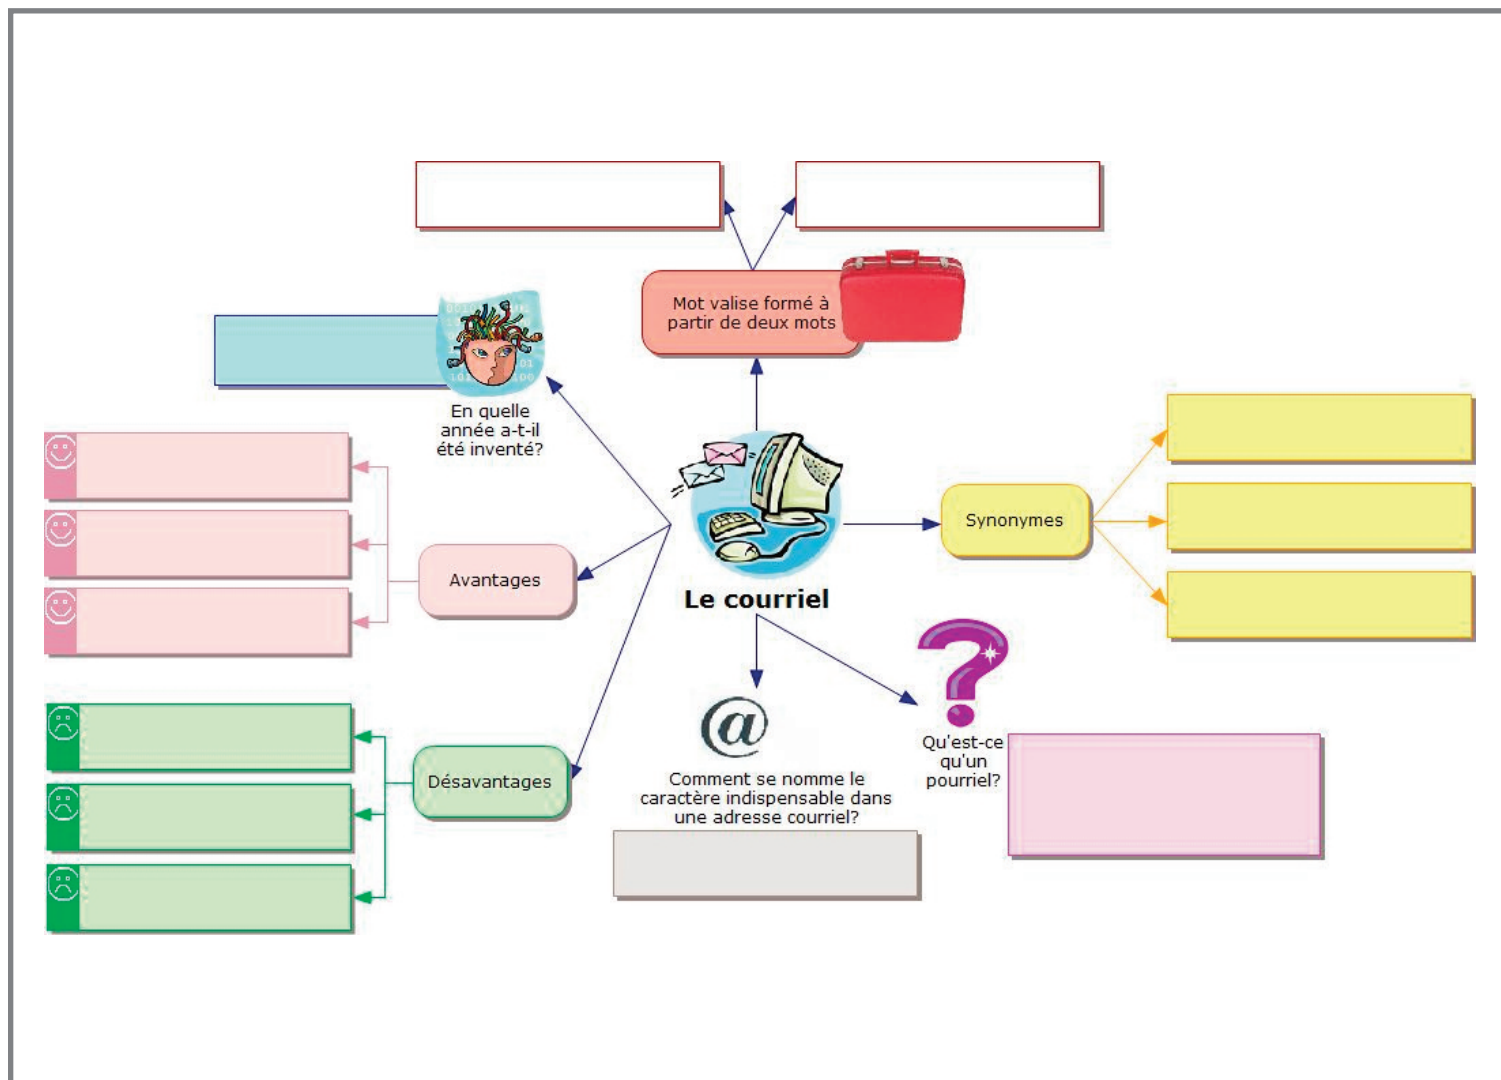 Mot valise formé à
partir de deux mots
En quelle
année a-t-il
été inventé?
Synonymes
Avantages
Le courriel
Désavantages
@
Comment se nomme le
caractère indispensable dans
une adresse courriel?
?
Qu'est-ce
qu'un
pourriel?